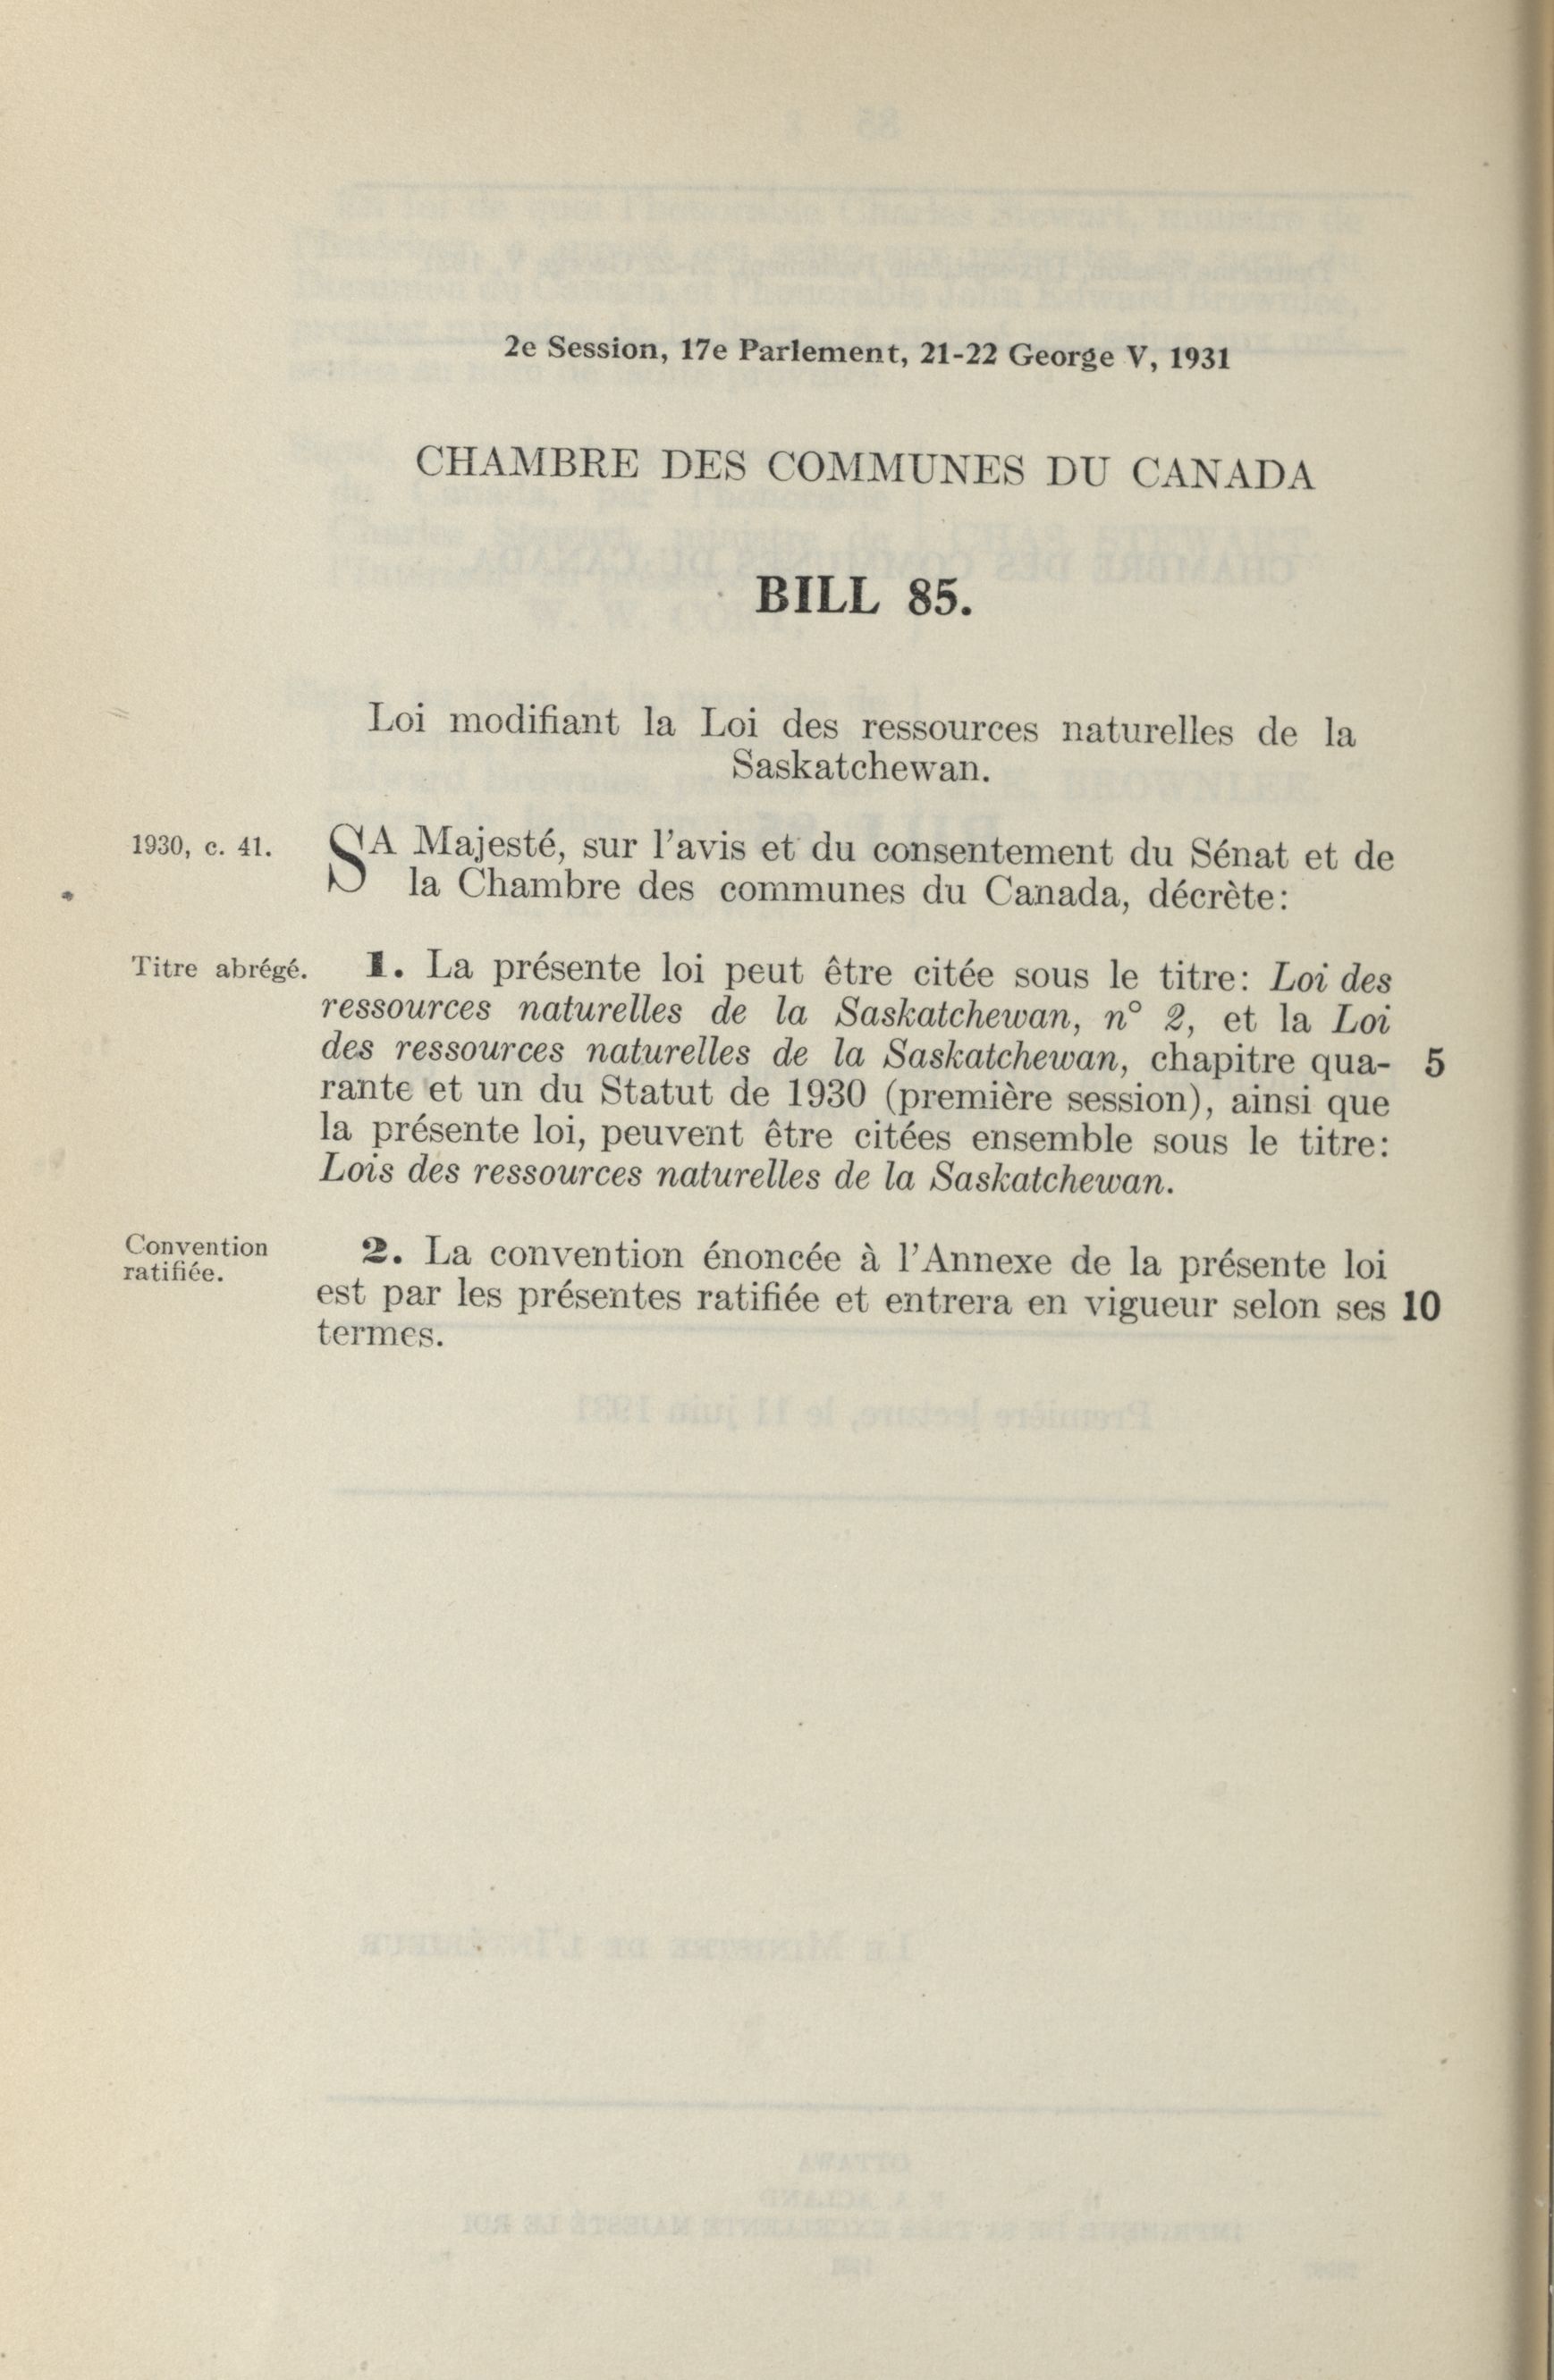 2e Session, 17e Parlement, 21-22 George V, 1931
CHAMBRE DES COMMUNES DU CANADA
BILL 85.
Loi modifiant la Loi des ressources naturelles de la
Saskatchewan.
1930, c. 41.
SA Majesté, sur l'avis et du consentement du Sénat et de
la Chambre des communes du Canada, décrète:
Titre abrégé.
1. La présente loi peut être citée sous le titre: Loi des
ressources naturelles de la Saskatchewan, n° 2, et la Loi
des ressources naturelles de la Saskatchewan, chapitre qua- 5
rante et un du Statut de 1930 (première session), ainsi que
la présente loi, peuvent être citées ensemble sous le titre:
Lois des ressources naturelles de la Saskatchewan.
Convention
ratifiée.
2. La convention énoncée à l'Annexe de la présente loi
est par les présentes ratifiée et entrera en vigueur selon ses 10
termes.